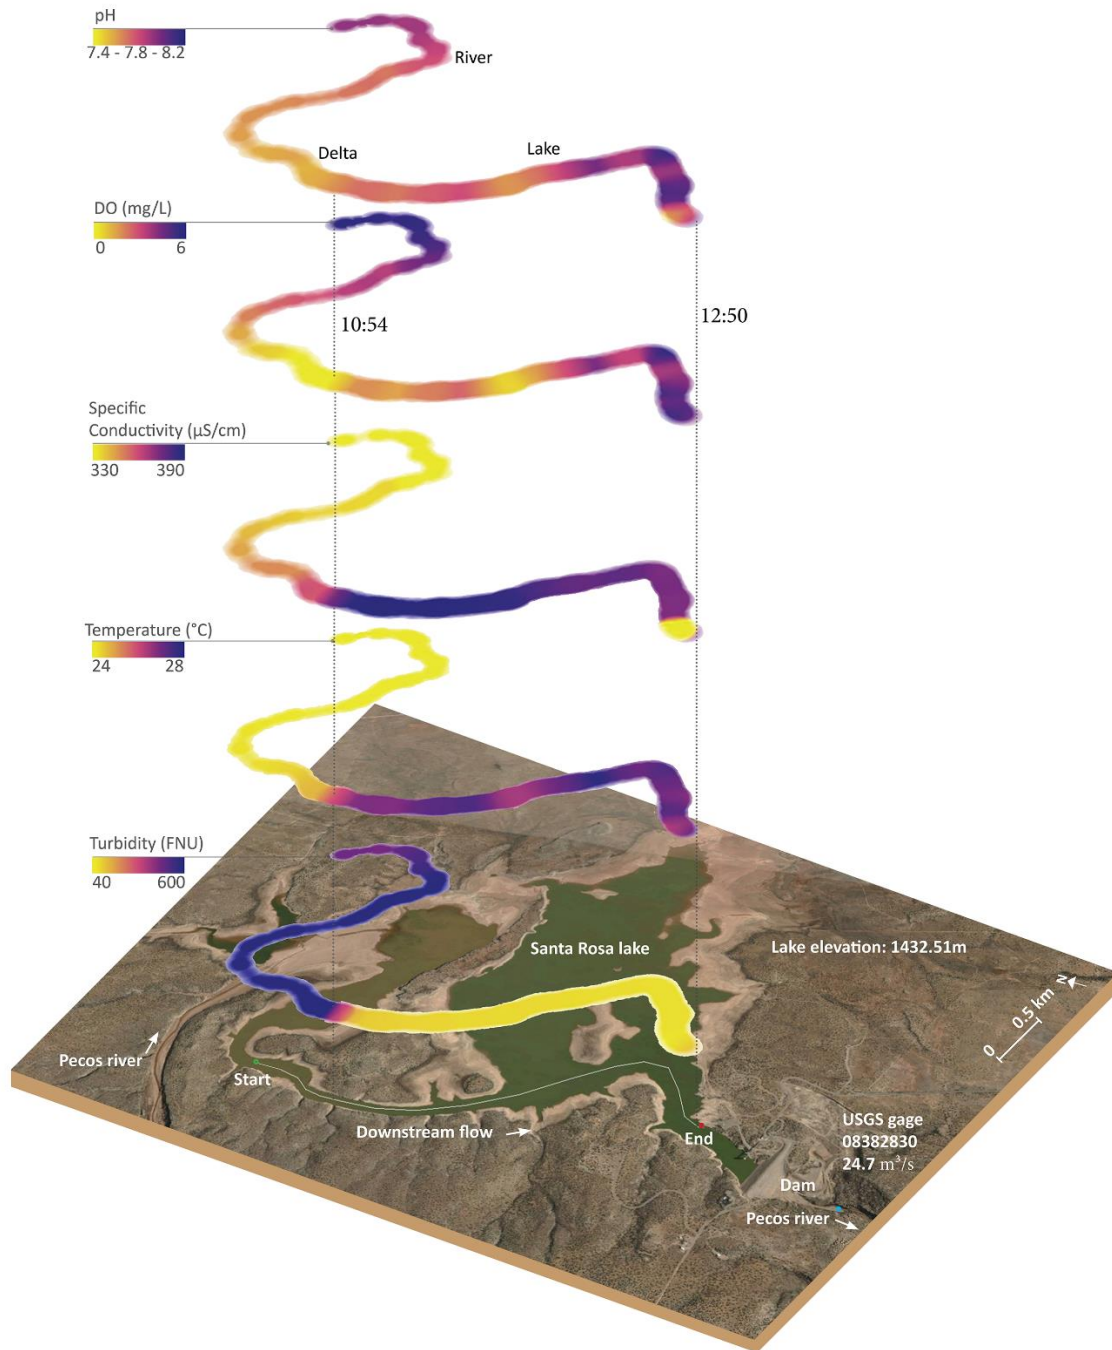 pH
7.4 - 7.8 - 8.2
River
Delta
Lake
DO (mg/L)
0 6
10:54
12:50
Specific
Conductivity (µS/cm)
330 390
Temperature (°C)
24 28
Turbidity (FNU)
40 600
Santa Rosa lake
Lake elevation: 1432.51m
N
0 0.5 km
Pecos river
Start
Downstream flow
End
USGS gage
08382830
24.7 m³/s
Dam
Pecos river